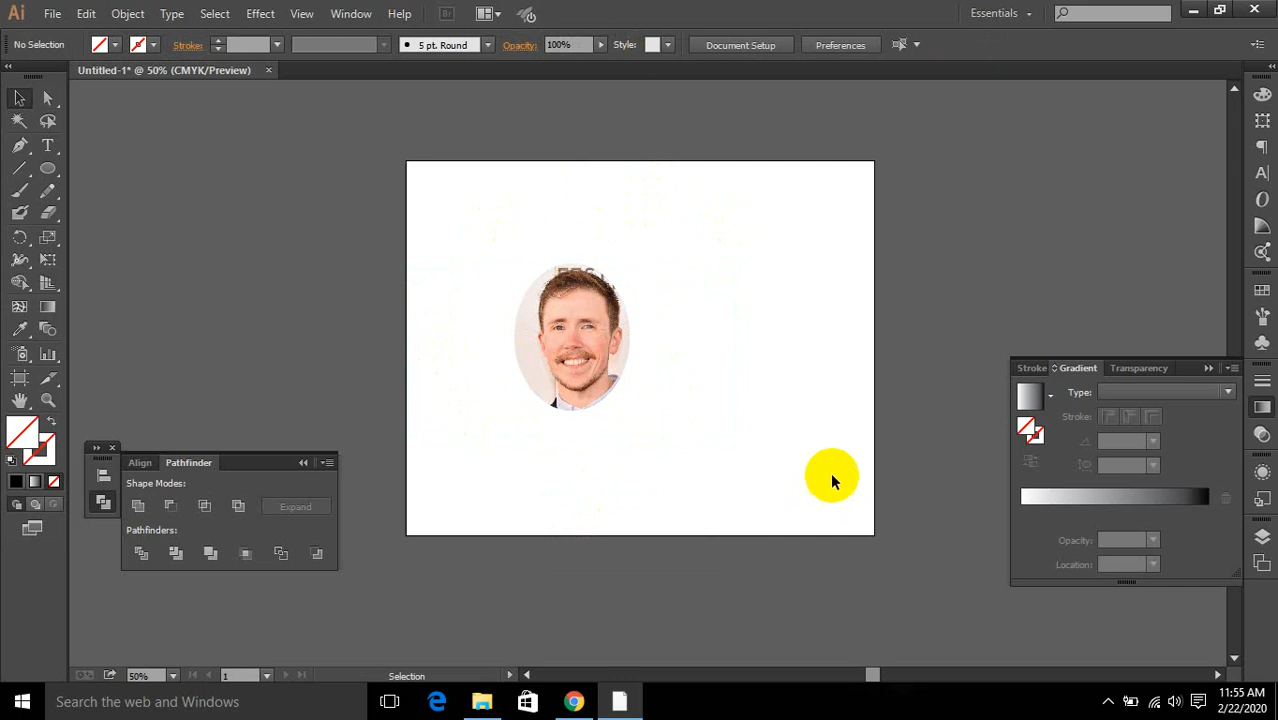 Ai File Edit Object Type Select Effect View Window Help Br Essentials
No Selection Stroke: 5 pt. Round Opacity: 100% Style: Document Setup Preferences
Untitled-1* @ 50% (CMYK/Preview) ×
Stroke Gradient Transparency
Type:
Stroke:
Opacity:
Location:
Align Pathfinder
Shape Modes:
Expand
Pathfinders:
50% 1 Selection
Search the web and Windows
11:55 AM
2/22/2020